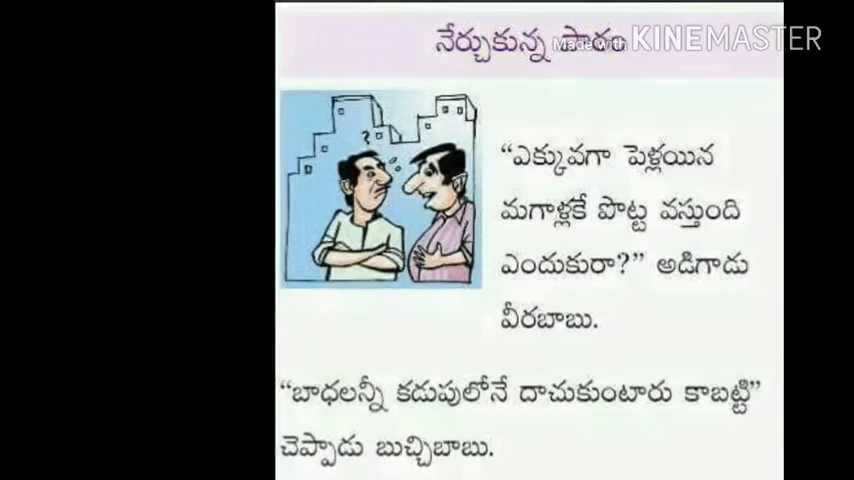 నేర్చుకున్న పాఠం
Made with KINEMASTER
“ఎక్కువగా పెళ్లయిన
మగాళ్లకే పొట్ట వస్తుంది
ఎందుకురా?” అడిగాడు
వీరబాబు.
“బాధలన్నీ కడుపులోనే దాచుకుంటారు కాబట్టి”
చెప్పాడు బుచ్చిబాబు.
?